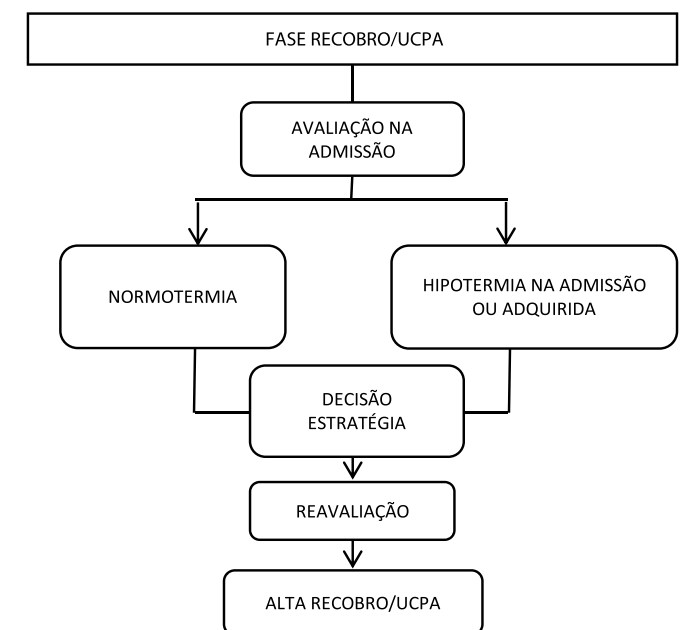 FASE RECOBRO/UCPA
AVALIAÇÃO NA
ADMISSÃO
NORMOTERMIA
HIPOTERMIA NA ADMISSÃO
OU ADQUIRIDA
DECISÃO
ESTRATÉGIA
REAVALIAÇÃO
ALTA RECOBRO/UCPA